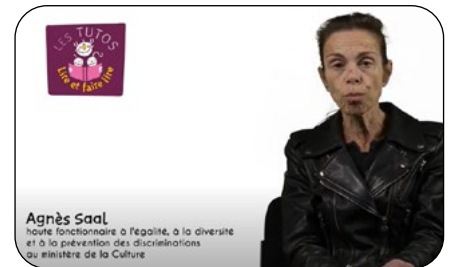 LES TUTOS
Lire et faire lire
Agnès Saal
haute fonctionnaire à l'égalité, à la diversité
et à la prévention des discriminations
au ministère de la Culture